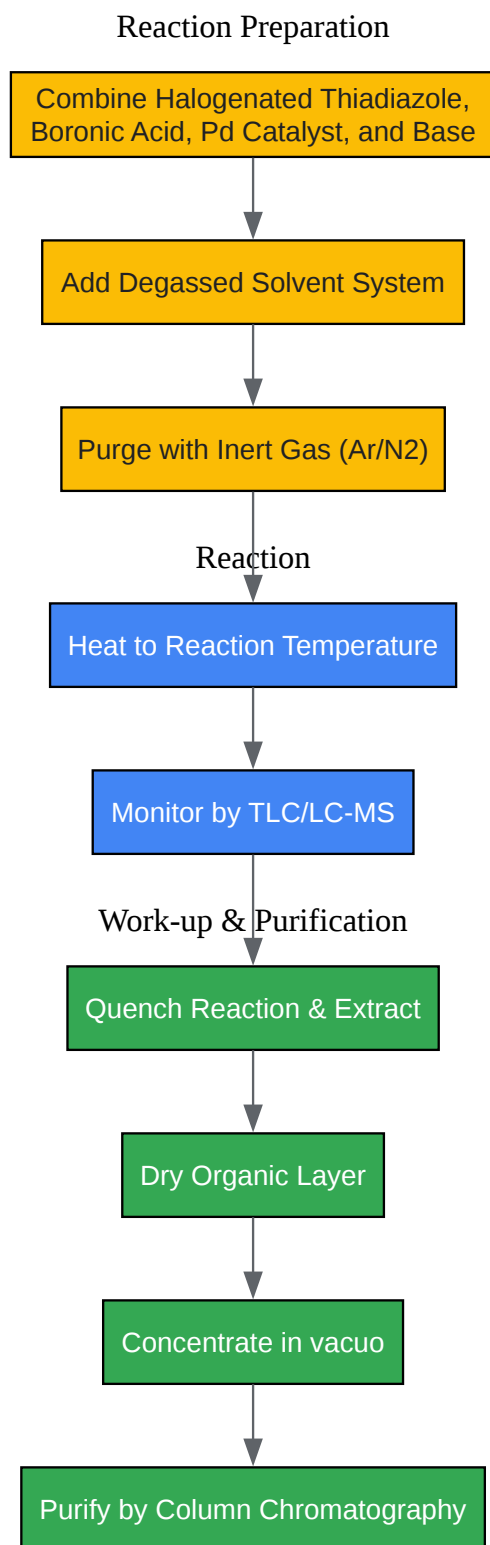 Reaction Preparation
Combine Halogenated Thiadiazole,
Boronic Acid, Pd Catalyst, and Base
Add Degassed Solvent System
Purge with Inert Gas (Ar/N2)
Reaction
Heat to Reaction Temperature
Monitor by TLC/LC-MS
Work-up & Purification
Quench Reaction & Extract
Dry Organic Layer
Concentrate in vacuo
Purify by Column Chromatography